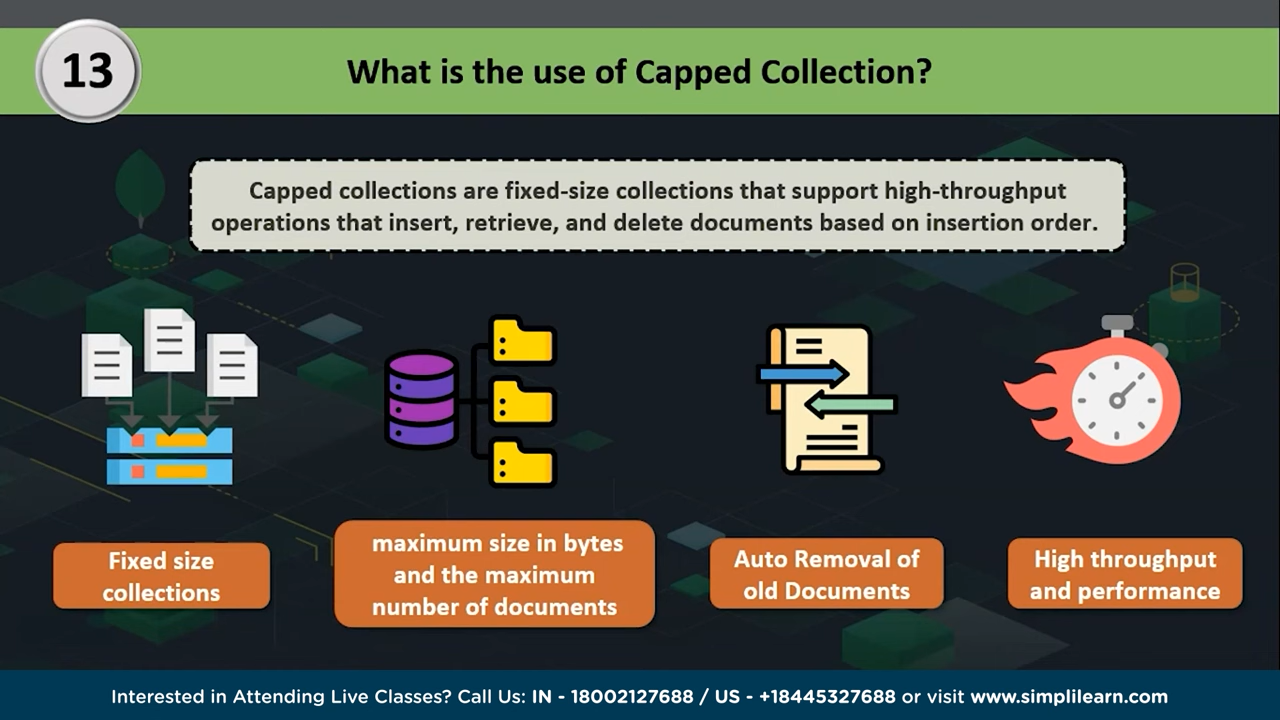 13
What is the use of Capped Collection?
Capped collections are fixed-size collections that support high-throughput
operations that insert, retrieve, and delete documents based on insertion order.
Fixed size
collections
maximum size in bytes
and the maximum
number of documents
Auto Removal of
old Documents
High throughput
and performance
Interested in Attending Live Classes? Call Us: IN - 18002127688 / US - +18445327688 or visit www.simplilearn.com